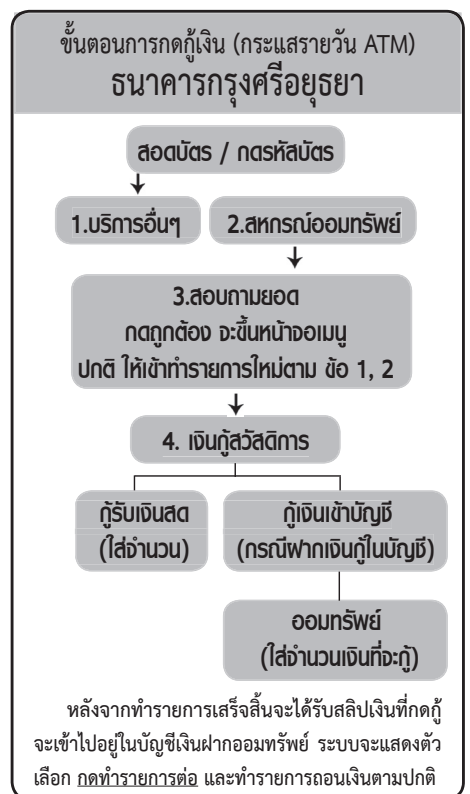 ขั้นตอนการกดกู้เงิน (กระแสรายวัน ATM)
ธนาคารกรุงศรีอยุธยา
สอดบัตร / กดรหัสบัตร
1.บริการอื่นๆ
2.สหกรณ์ออมทรัพย์
3.สอบถามยอด
กดถูกต้อง จะขึ้นหน้าจอเมนู
ปกติ ให้เข้าทำรายการใหม่ตาม ข้อ 1, 2
4. เงินกู้สวัสดิการ
กู้รับเงินสด
(ใส่จำนวน)
กู้เงินเข้าบัญชี
(กรณีฝากเงินกู้ในบัญชี)
ออมทรัพย์
(ใส่จำนวนเงินที่จะกู้)
หลังจากทำรายการเสร็จสิ้นจะได้รับสลิปเงินที่กดกู้
จะเข้าไปอยู่ในบัญชีเงินฝากออมทรัพย์ ระบบจะแสดงตัว
เลือก กดทำรายการต่อ และทำรายการถอนเงินตามปกติ